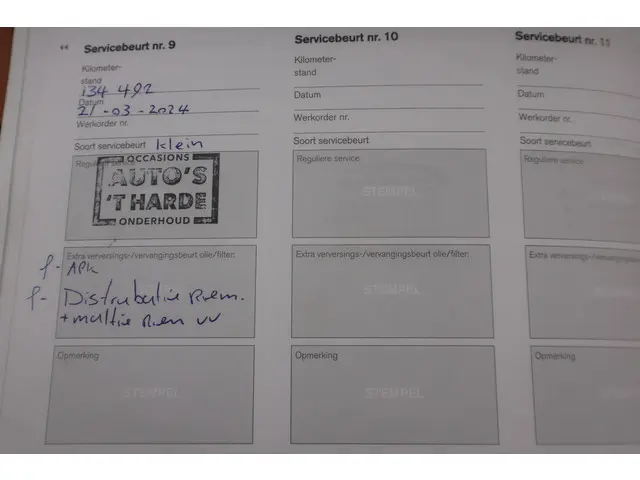 Servicebeurt nr. 9
Kilometer-
stand
134 492
Datum
21-03-2024
Werkorder nr.
Soort servicebeurt klein
Reguliere service
OCCASIONS
AUTO'S
'T HARDE
ONDERHOUD
Extra verversings-/vervangingsbeurt olie/filter:
APK
Distrubatie Riem.
+ multie Riem vv
Opmerking
STEMPEL
Servicebeurt nr. 10
Kilometer-
stand
Datum
Werkorder nr.
Soort servicebeurt
Reguliere service
STEMPEL
Extra verversings-/vervangingsbeurt olie/filter:
STEMPEL
Opmerking
STEMPEL
Servicebeurt nr. 11
Kilometer-
stand
Datum
Werkorder nr.
Soort servicebeurt
Reguliere service
Extra verversings-/vervangingsbeurt
Opmerking